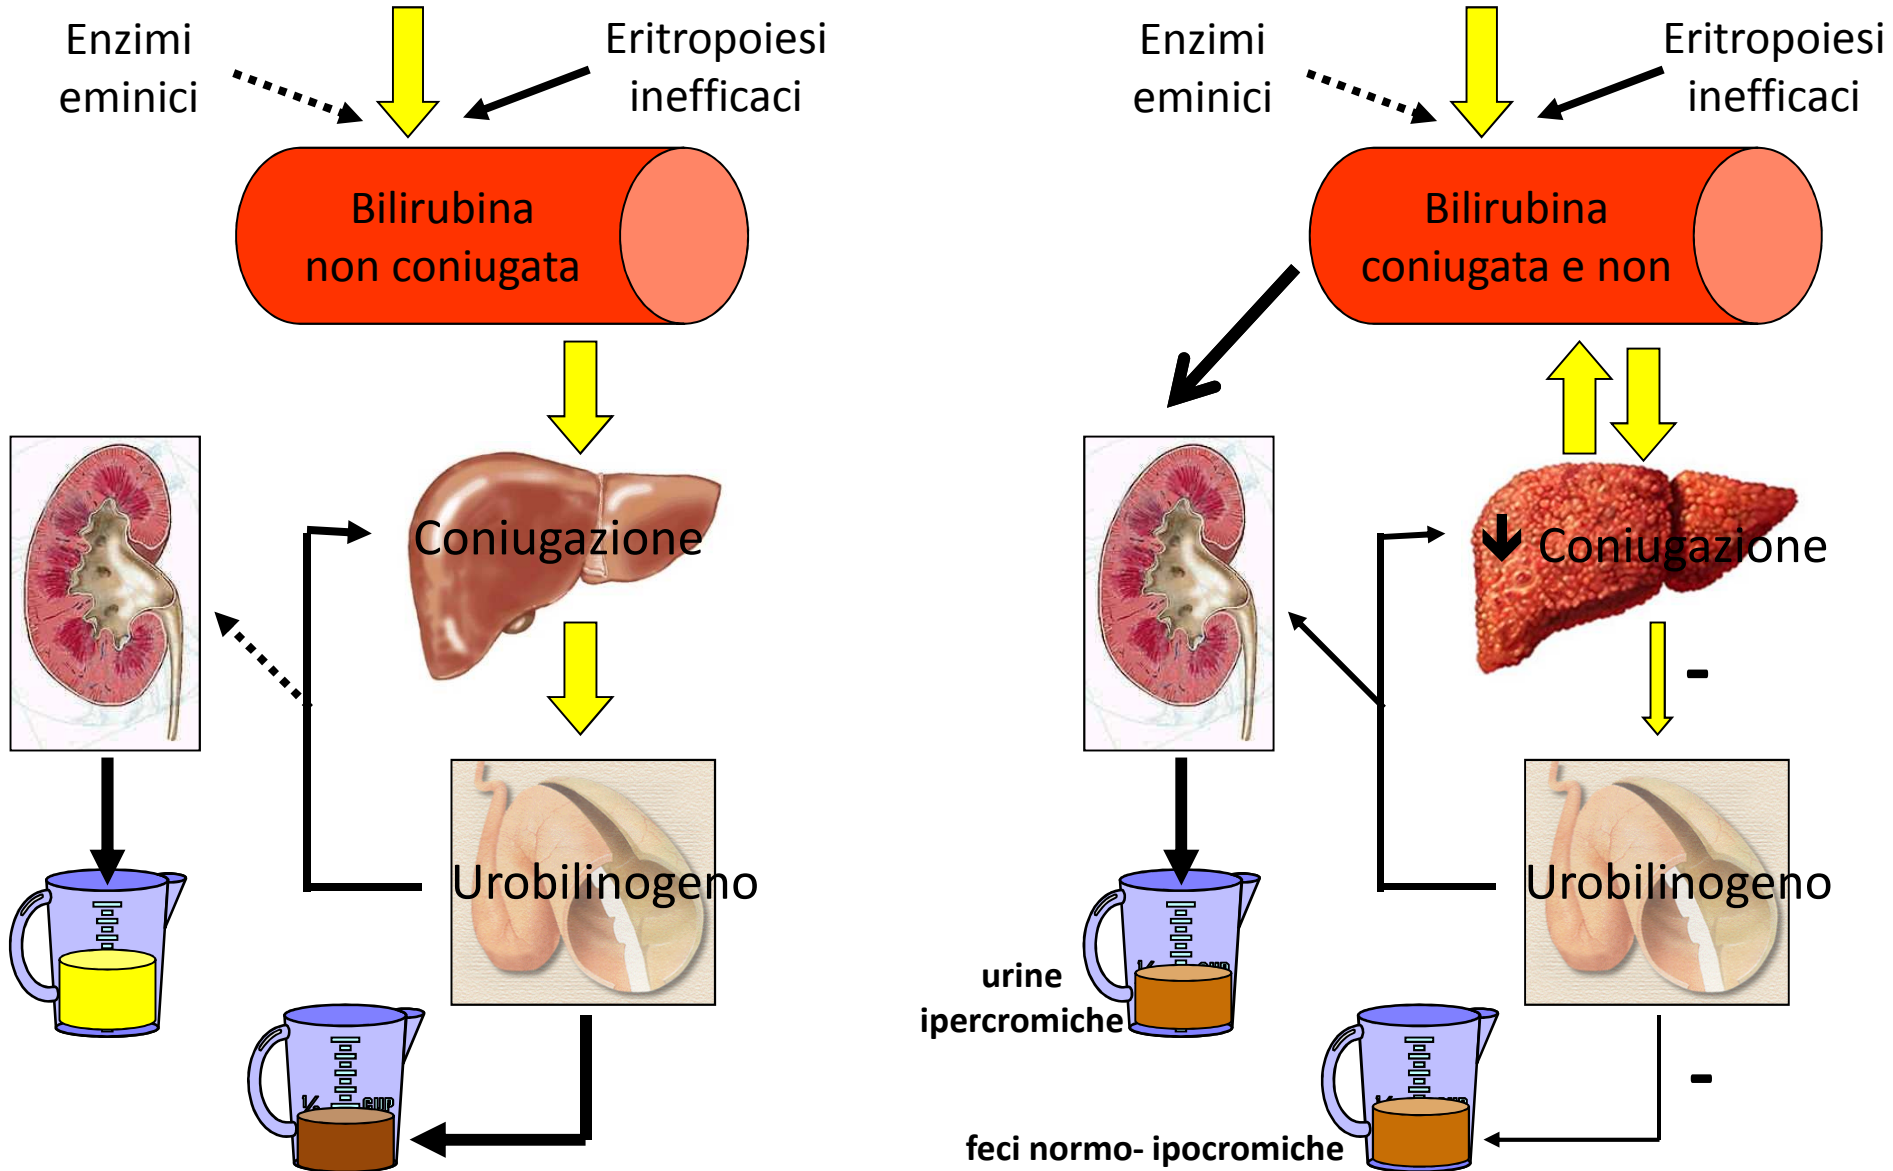 Enzimi
eminici
Eritropoiesi
inefficaci
Bilirubina
non coniugata
Coniugazione
Urobilinogeno
Enzimi
eminici
Eritropoiesi
inefficaci
Bilirubina
coniugata e non
Coniugazione
-
Urobilinogeno
urine
ipercromiche
-
feci normo- ipocromiche